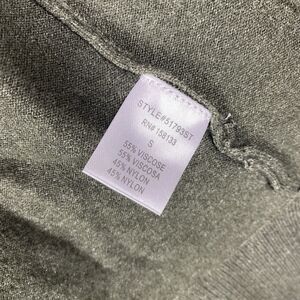 STYLE#51793ST
RN# 158133
S
55% VISCOSE
55% VISCOSA
45% NYLON
45% NYLON